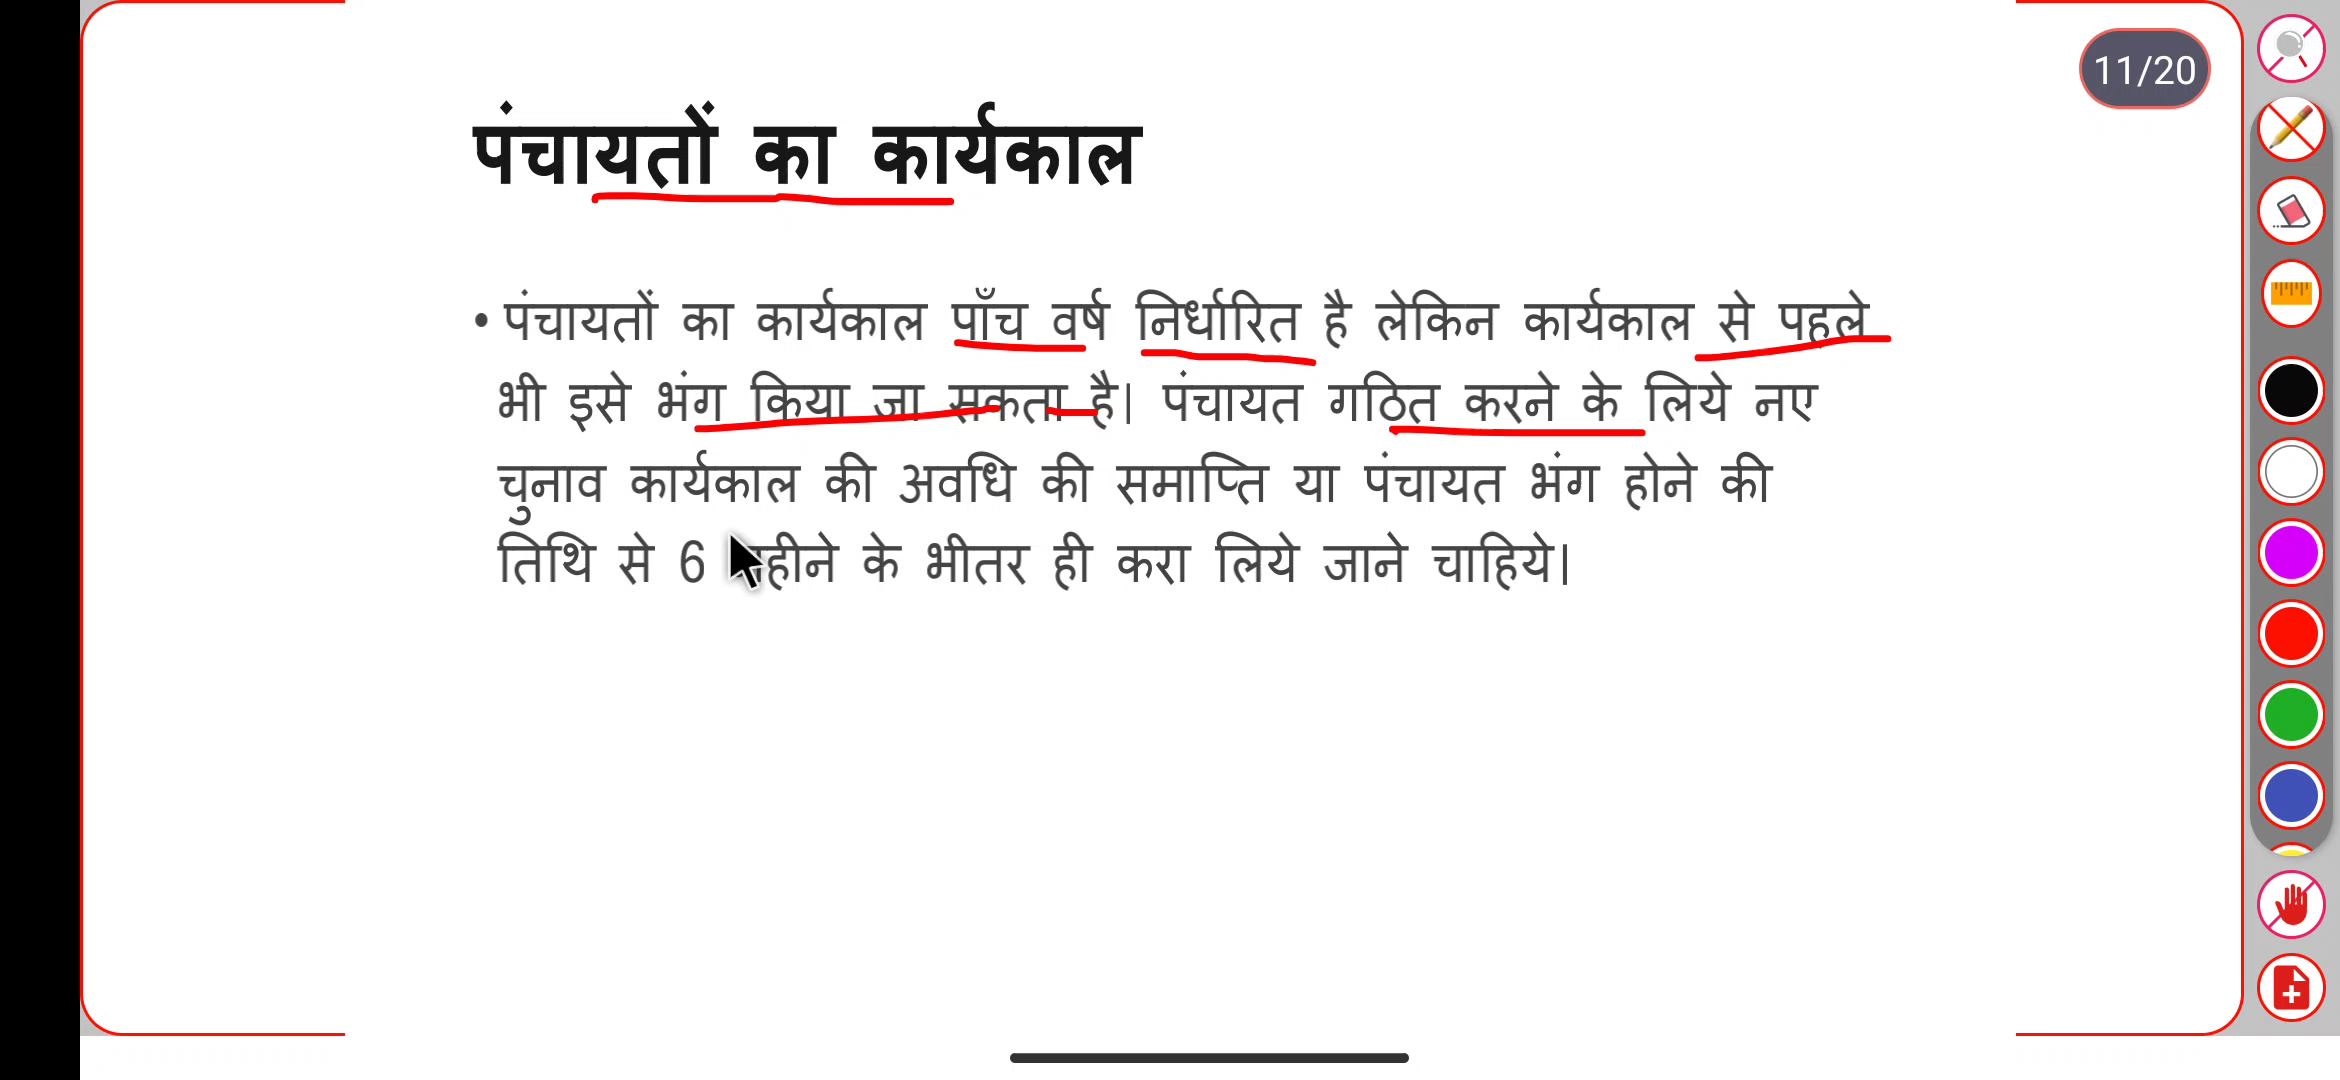 11/20
पंचायतों का कार्यकाल
• पंचायतों का कार्यकाल पाँच वर्ष निर्धारित है लेकिन कार्यकाल से पहले
भी इसे भंग किया जा सकता है। पंचायत गठित करने के लिये नए
चुनाव कार्यकाल की अवधि की समाप्ति या पंचायत भंग होने की
तिथि से 6 महीने के भीतर ही करा लिये जाने चाहिये।